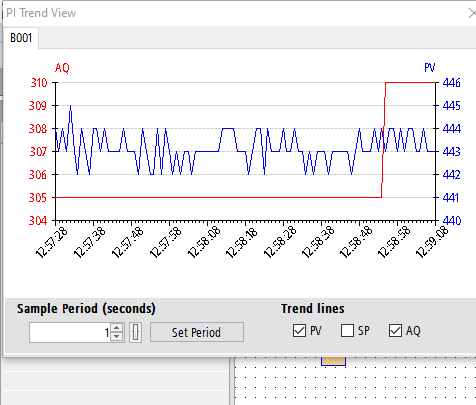 PI Trend View
B001
AQ PV
310 446
309 445
308 444
307 443
306 442
305 441
304 440
12:57:28 12:57:38 12:57:48 12:57:58 12:58:08 12:58:18 12:58:28 12:58:38 12:58:48 12:58:58 12:59:08
Sample Period (seconds) Trend lines
1 Set Period PV SP AQ